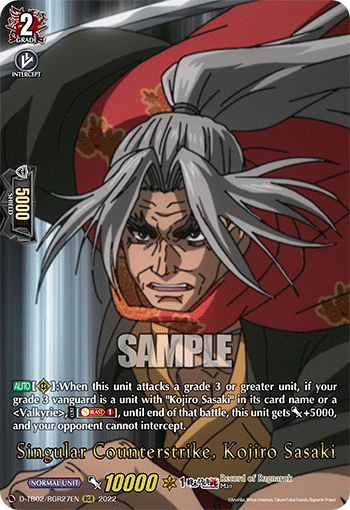 2
GRADE
INTERCEPT
5000
SHIELD
SAMPLE
AUTO [ ]:When this unit attacks a grade 3 or greater unit, if your
grade 3 vanguard is a unit with "Kojiro Sasaki" in its card name or a
<Valkyrie>, COST [ BLAST 1 ], until end of that battle, this unit gets +5000,
and your opponent cannot intercept.
Singular Counterstrike, Kojiro Sasaki
NORMAL UNIT 10000 1 Record of Ragnarok
Man
D-TB02/RGR27EN RGR 2022